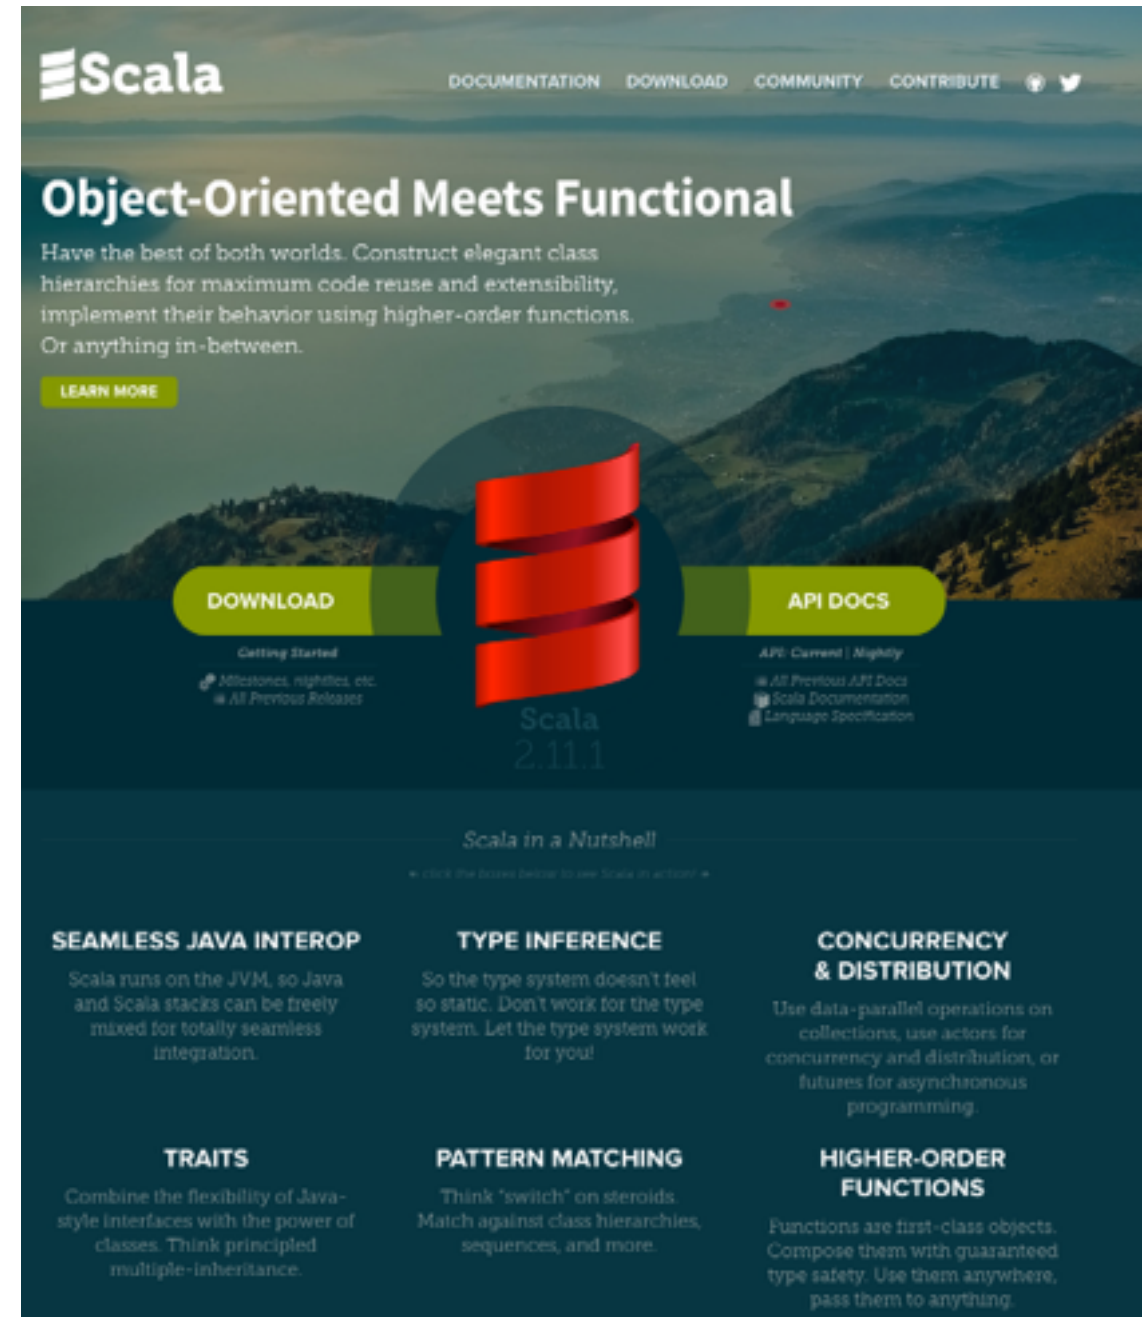 Scala
DOCUMENTATION DOWNLOAD COMMUNITY CONTRIBUTE
Object-Oriented Meets Functional
Have the best of both worlds. Construct elegant class
hierarchies for maximum code reuse and extensibility,
implement their behavior using higher-order functions.
Or anything in-between.
LEARN MORE
DOWNLOAD
API DOCS
Getting Started
Milestones, nightlies, etc.
All Previous Releases
API: Current | Nightly
All Previous API Docs
Scala Documentation
Language Specification
Scala
2.11.1
Scala in a Nutshell
click the boxes below to see Scala in action!
SEAMLESS JAVA INTEROP
Scala runs on the JVM, so Java
and Scala stacks can be freely
mixed for totally seamless
integration.
TYPE INFERENCE
So the type system doesn't feel
so static. Don't work for the type
system. Let the type system work
for you!
CONCURRENCY
& DISTRIBUTION
Use data-parallel operations on
collections, use actors for
concurrency and distribution, or
futures for asynchronous
programming.
TRAITS
Combine the flexibility of Java-
style interfaces with the power of
classes. Think principled
multiple-inheritance.
PATTERN MATCHING
Think "switch" on steroids.
Match against class hierarchies,
sequences, and more.
HIGHER-ORDER
FUNCTIONS
Functions are first-class objects.
Compose them with guaranteed
type safety. Use them anywhere,
pass them to anything.